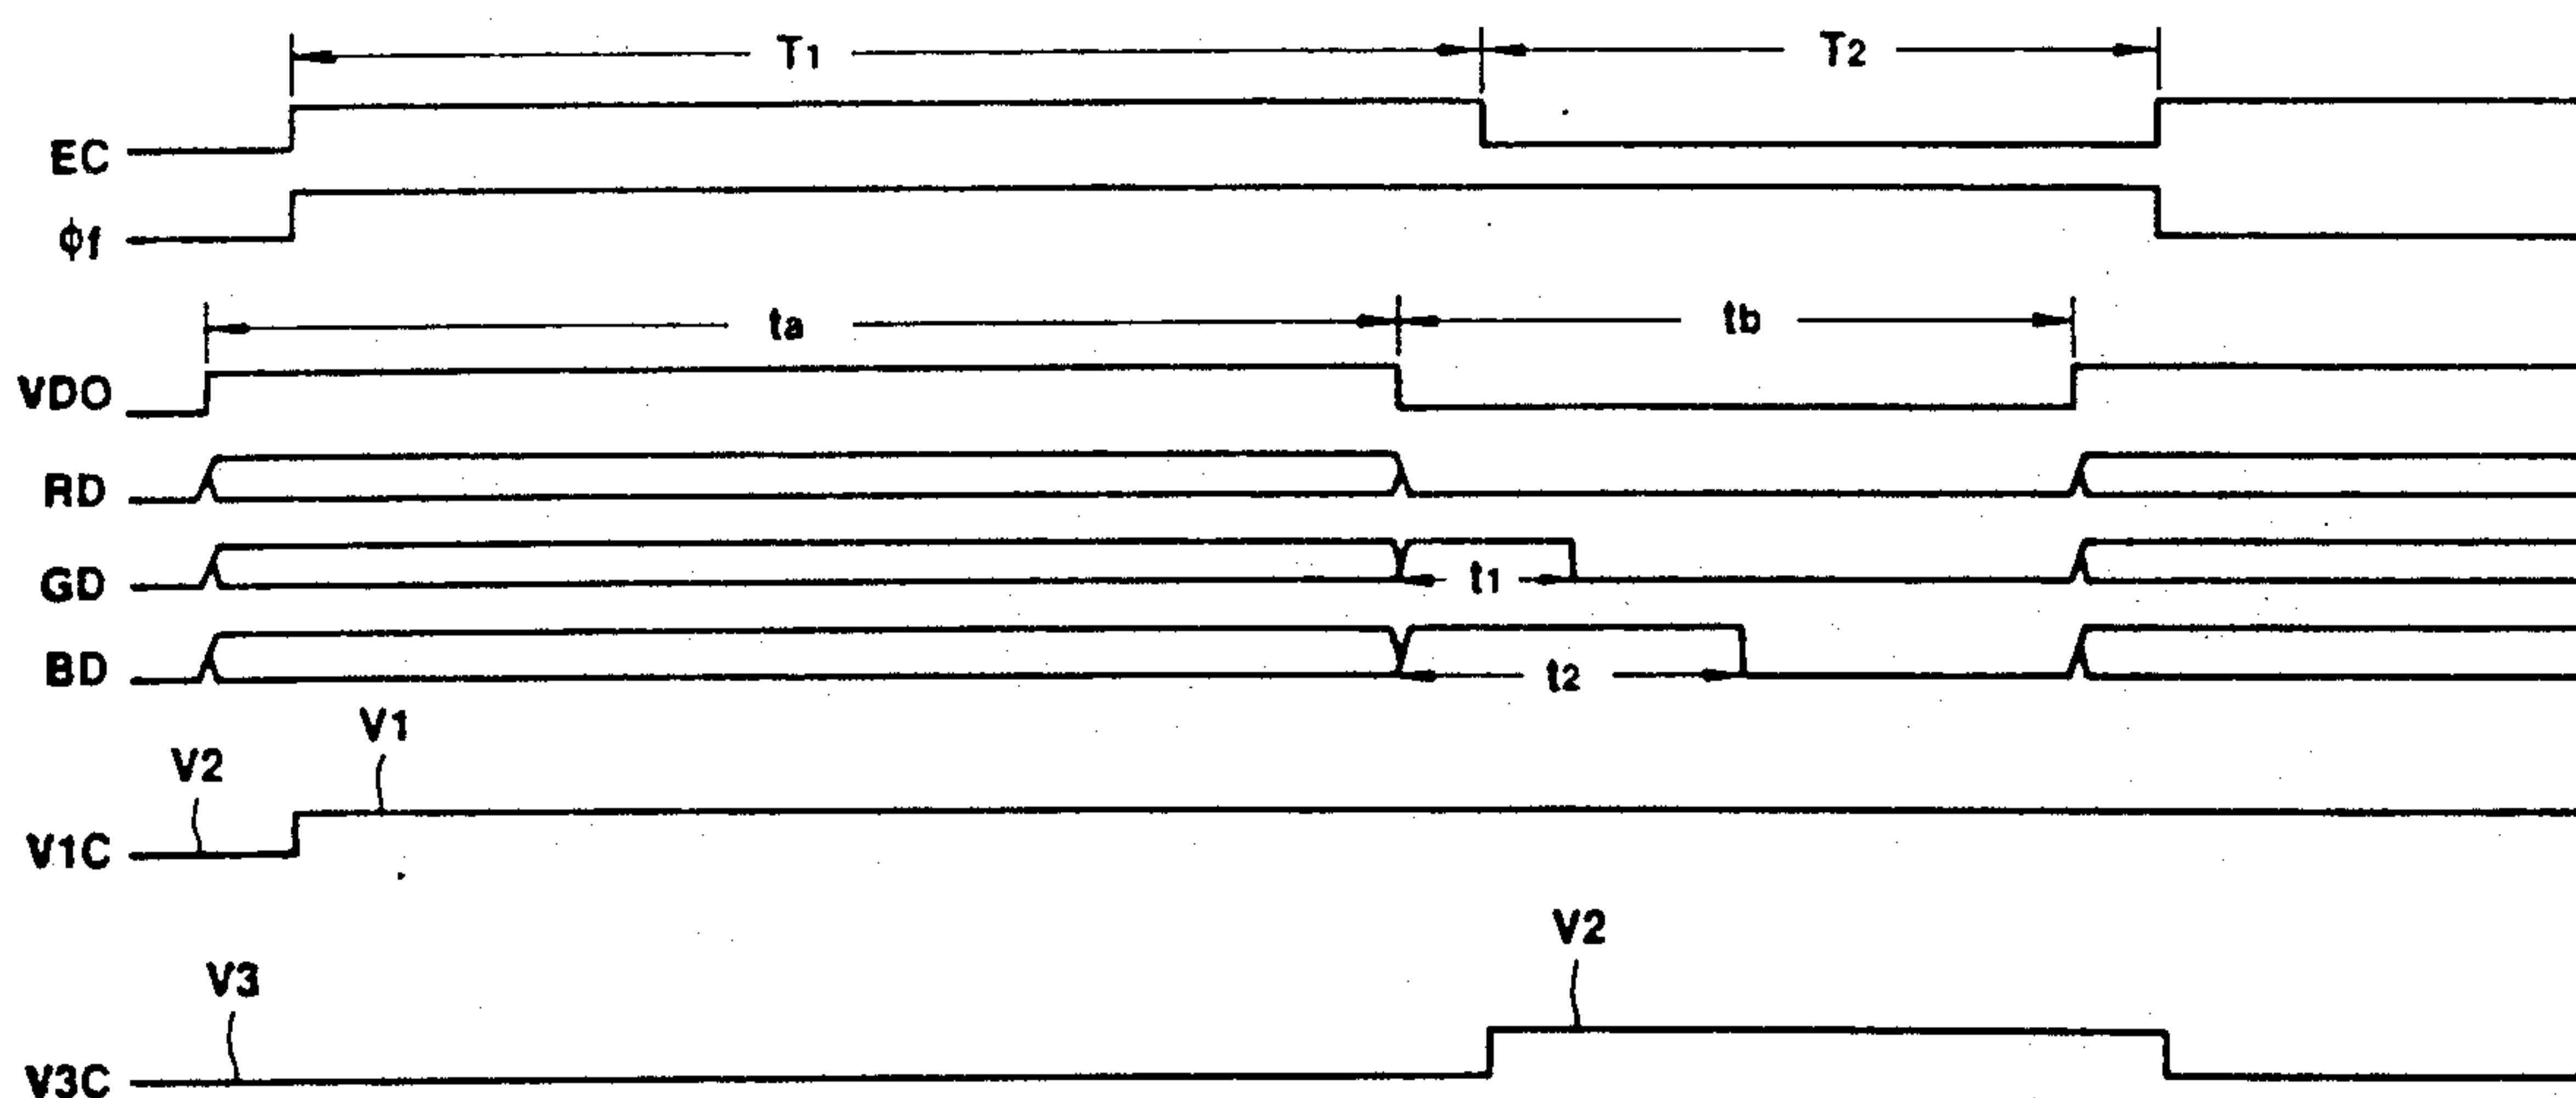 T1 T2
EC
φf
ta tb
VDO
RD
GD t1
BD t2
V1
V2
V1C
V2
V3
V3C